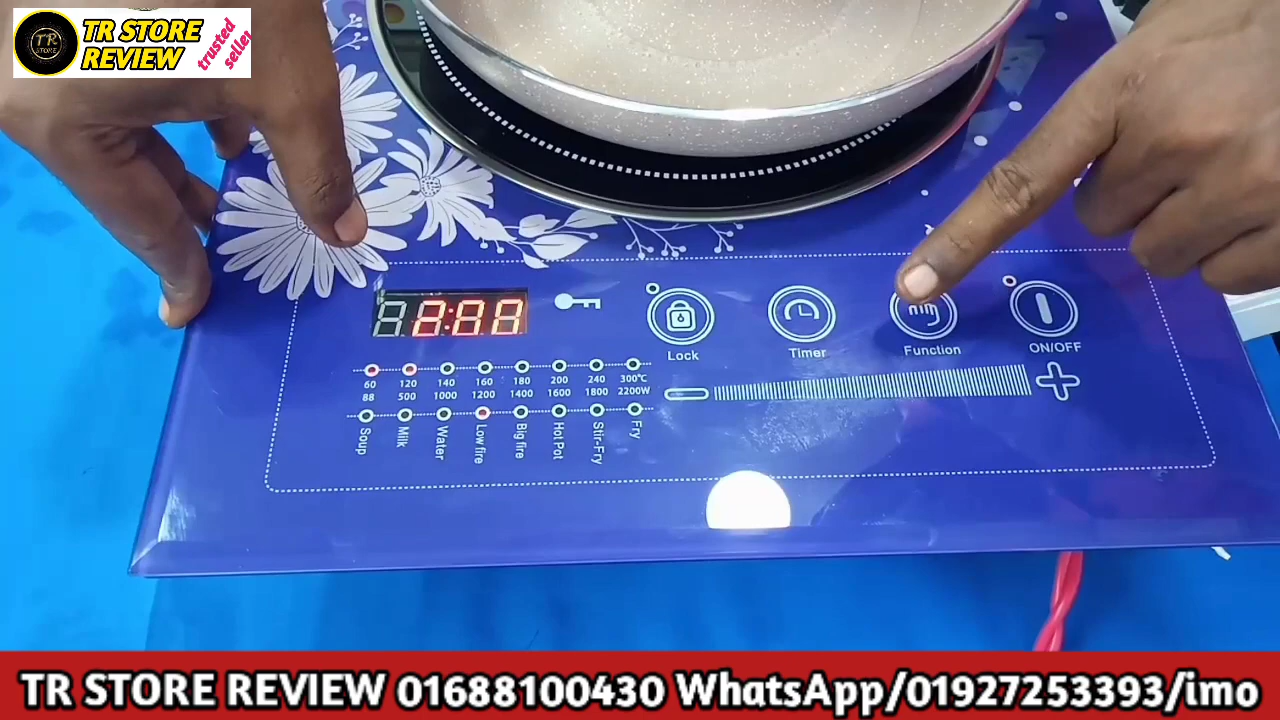 TR STORE
REVIEW
trusted
seller
TR
STORE
Lock
Timer
Function
ON/OFF
60 120 140 160 180 200 240 300°C
88 500 1000 1200 1400 1600 1800 2200W
Soup Milk Water Low fire Big fire Hot Pot Stir-Fry Fry
TR STORE REVIEW 01688100430 WhatsApp/01927253393/imo